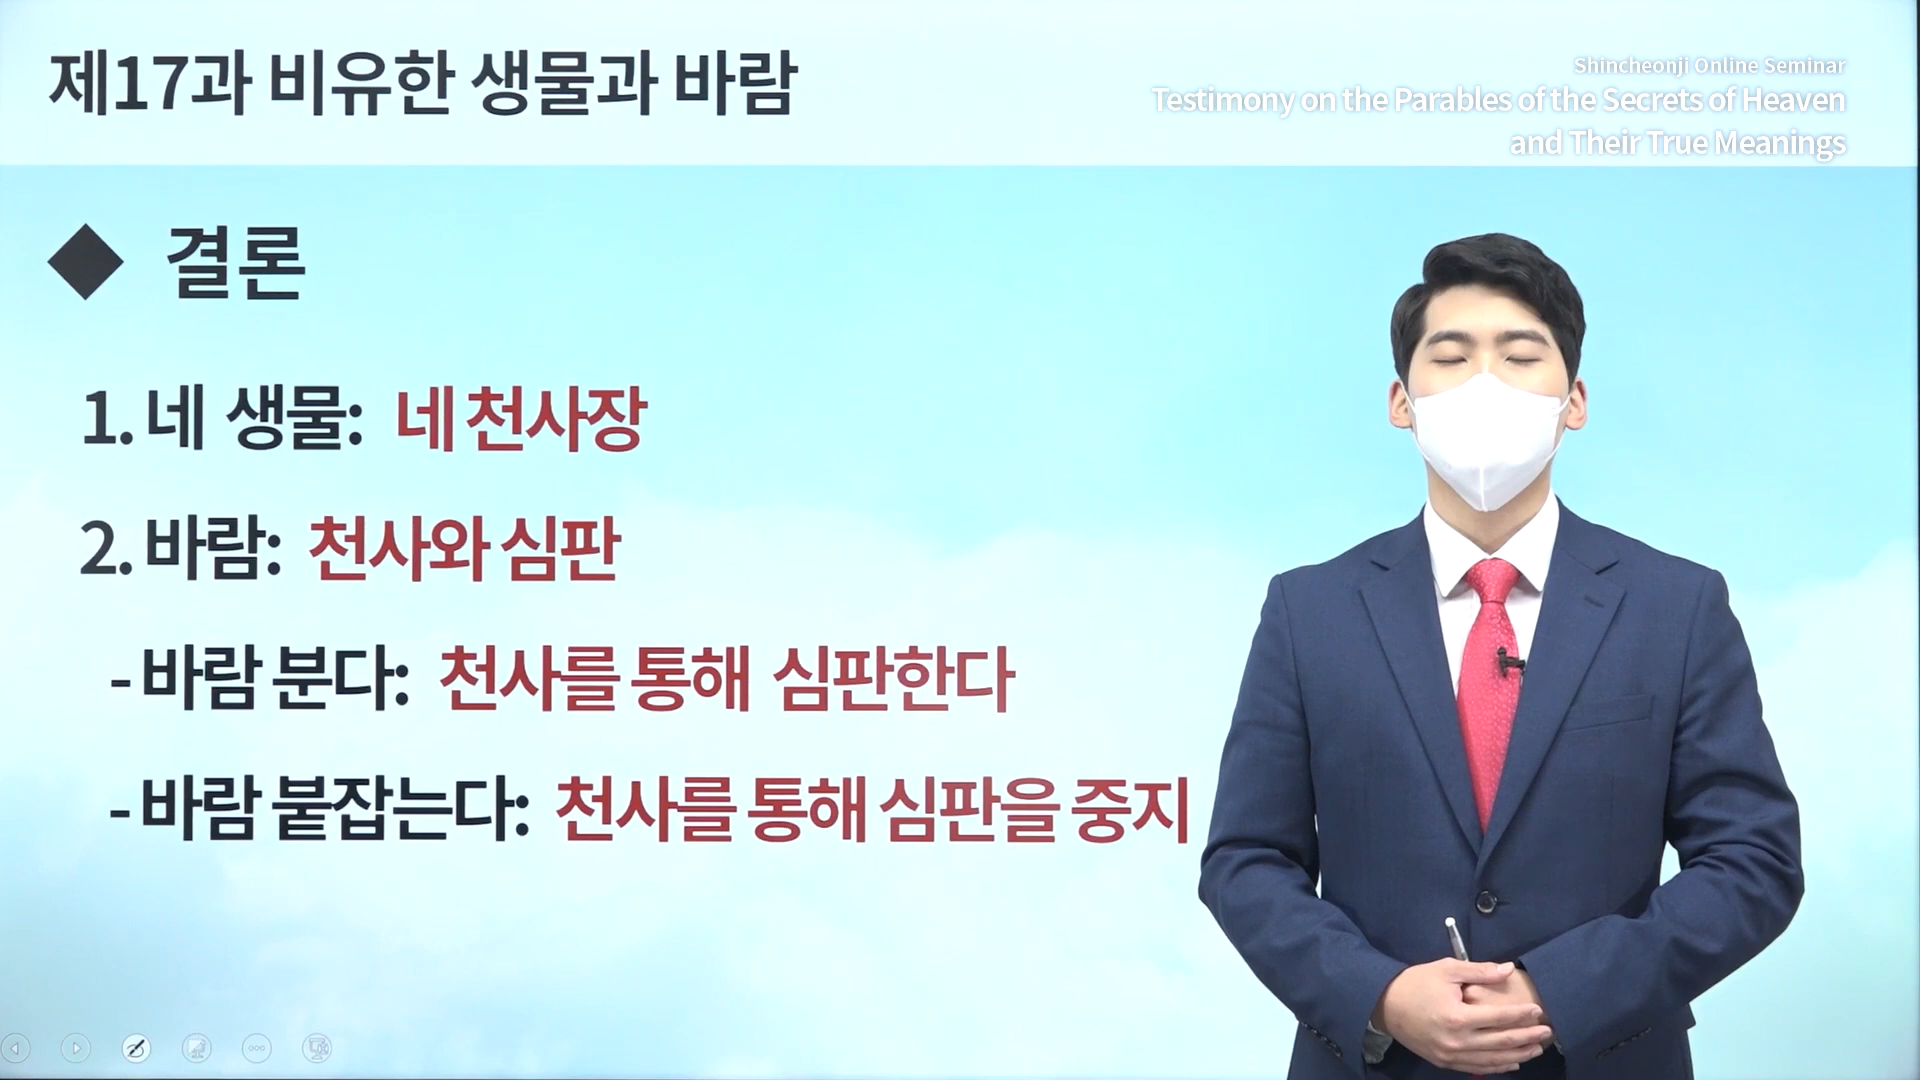 제17과 비유한 생물과 바람
Shincheonji Online Seminar
Testimony on the Parables of the Secrets of Heaven
and Their True Meanings
◆ 결론
1. 네 생물: 네 천사장
2. 바람: 천사와 심판
- 바람 분다: 천사를 통해 심판한다
- 바람 붙잡는다: 천사를 통해 심판을 중지